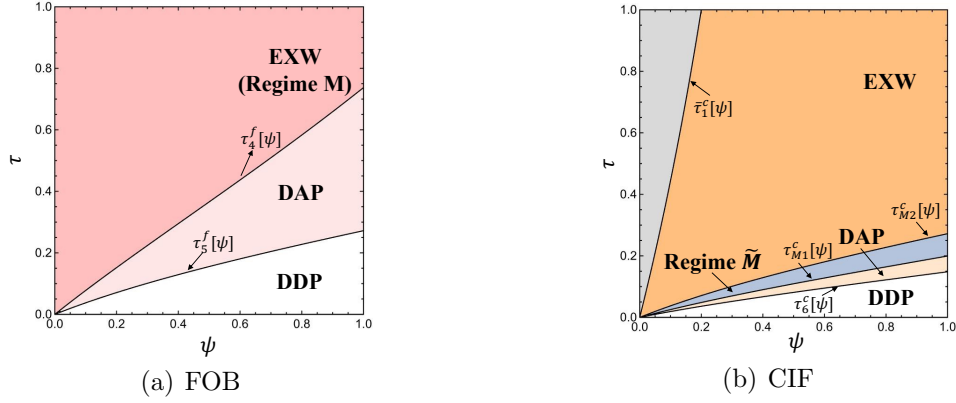 1.0
0.8
0.6
0.4
0.2
0.0
τ
EXW
(Regime M)
τ₄ᶠ[ψ]
DAP
τ₅ᶠ[ψ]
DDP
0.0 0.2 0.4 0.6 0.8 1.0
ψ
(a) FOB
1.0
0.8
0.6
0.4
0.2
0.0
τ
EXW
τ̄₁ᶜ[ψ]
τᶜ_M2[ψ]
DAP
τᶜ_M1[ψ]
Regime M̃
DDP
τ₆ᶜ[ψ]
0.0 0.2 0.4 0.6 0.8 1.0
ψ
(b) CIF